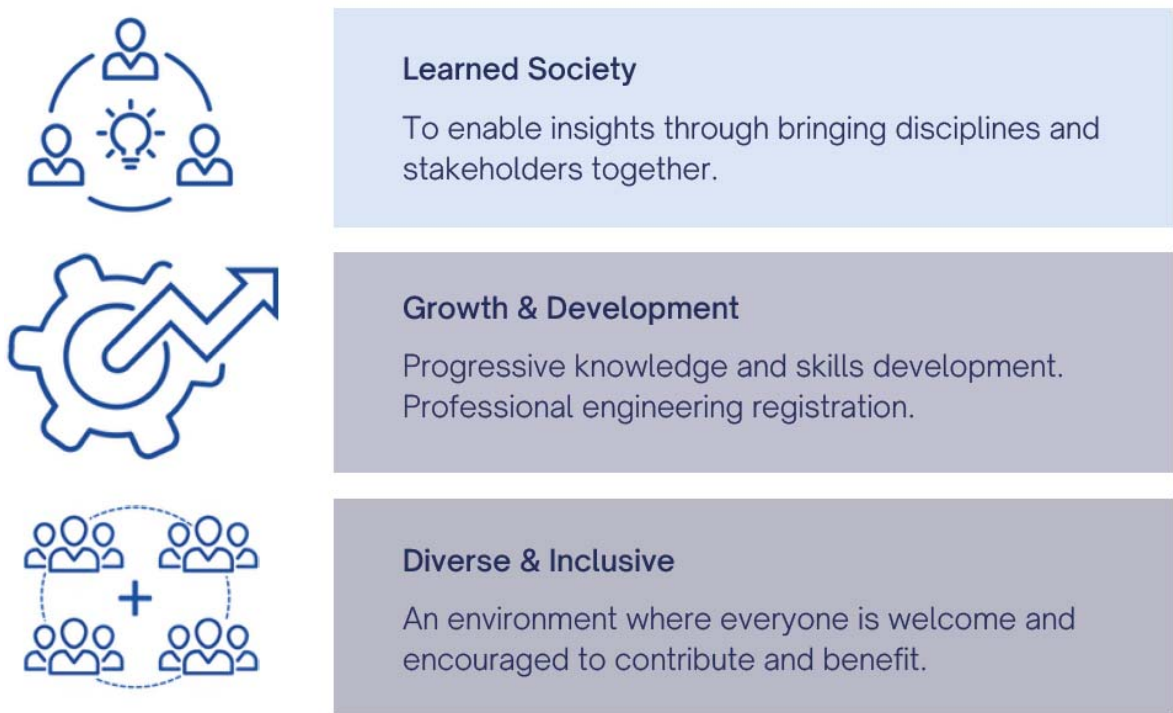 Learned Society
To enable insights through bringing disciplines and
stakeholders together.
Growth & Development
Progressive knowledge and skills development.
Professional engineering registration.
Diverse & Inclusive
An environment where everyone is welcome and
encouraged to contribute and benefit.